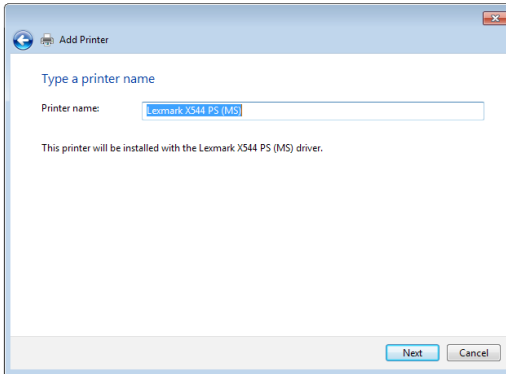 Add Printer
Type a printer name
Printer name: Lexmark X544 PS (MS)
This printer will be installed with the Lexmark X544 PS (MS) driver.
Next Cancel